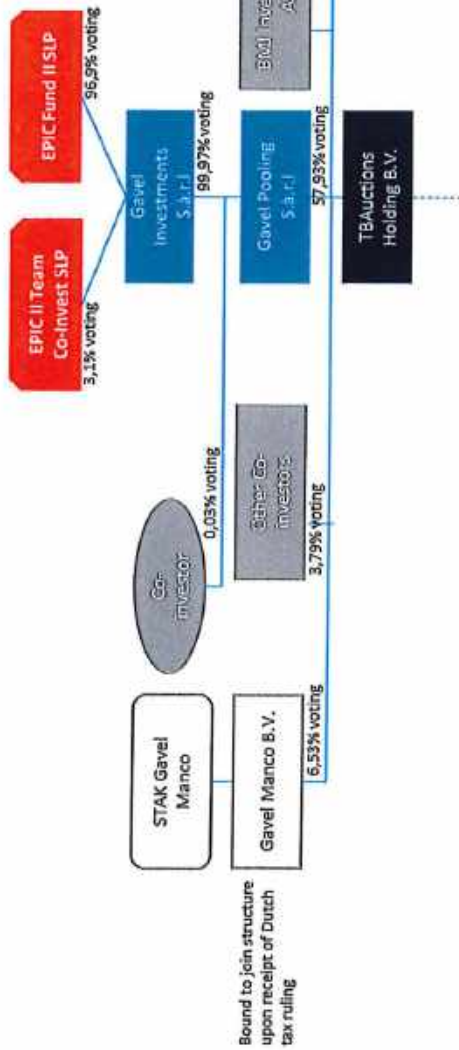 EPIC II Team
Co-Invest SLP
3,1% voting
EPIC Fund II SLP
96,9% voting
Gavel
Investments
S.a.r.l
99,97% voting
Co-
investor
0,03% voting
STAK Gavel
Manco
Bound to join structure
upon receipt of Dutch
tax ruling
Gavel Manco B.V.
6,53% voting
Other Co-
investors
3,79% voting
Gavel Pooling
S.a.r.l
57,93% voting
BMI Inve
A
TBAuctions
Holding B.V.